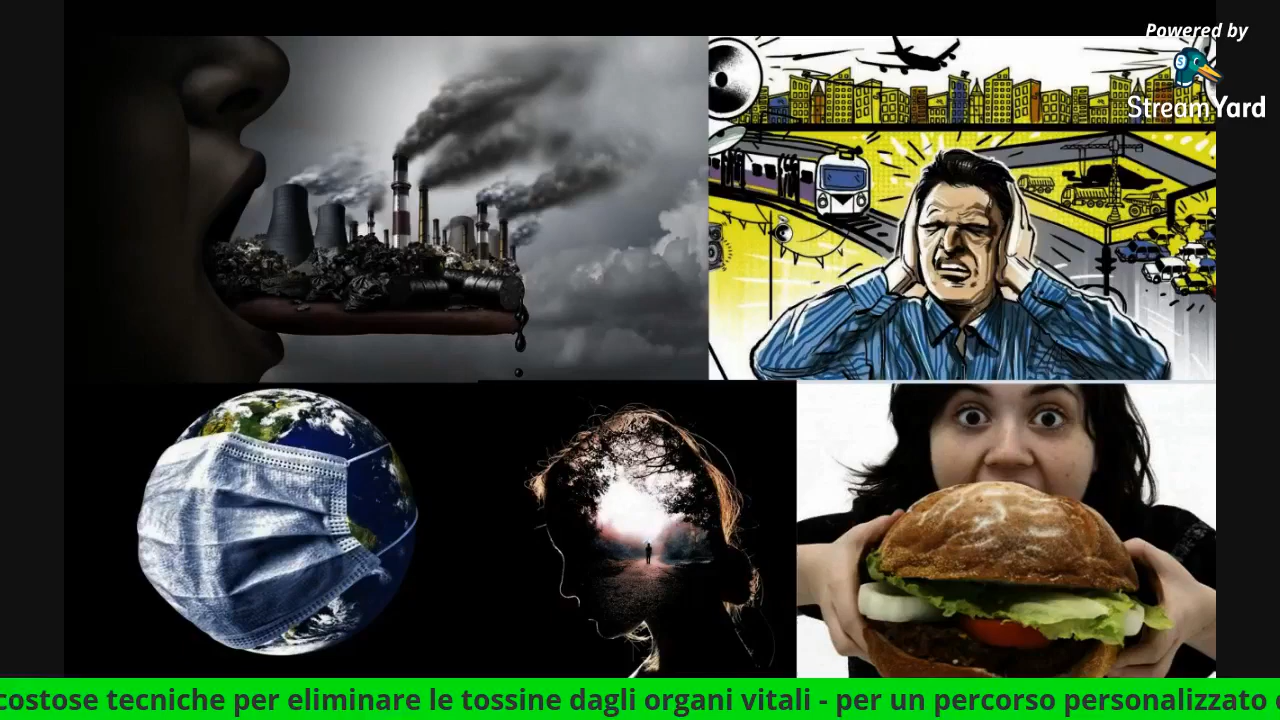 Powered by
StreamYard
costose tecniche per eliminare le tossine dagli organi vitali - per un percorso personalizzato